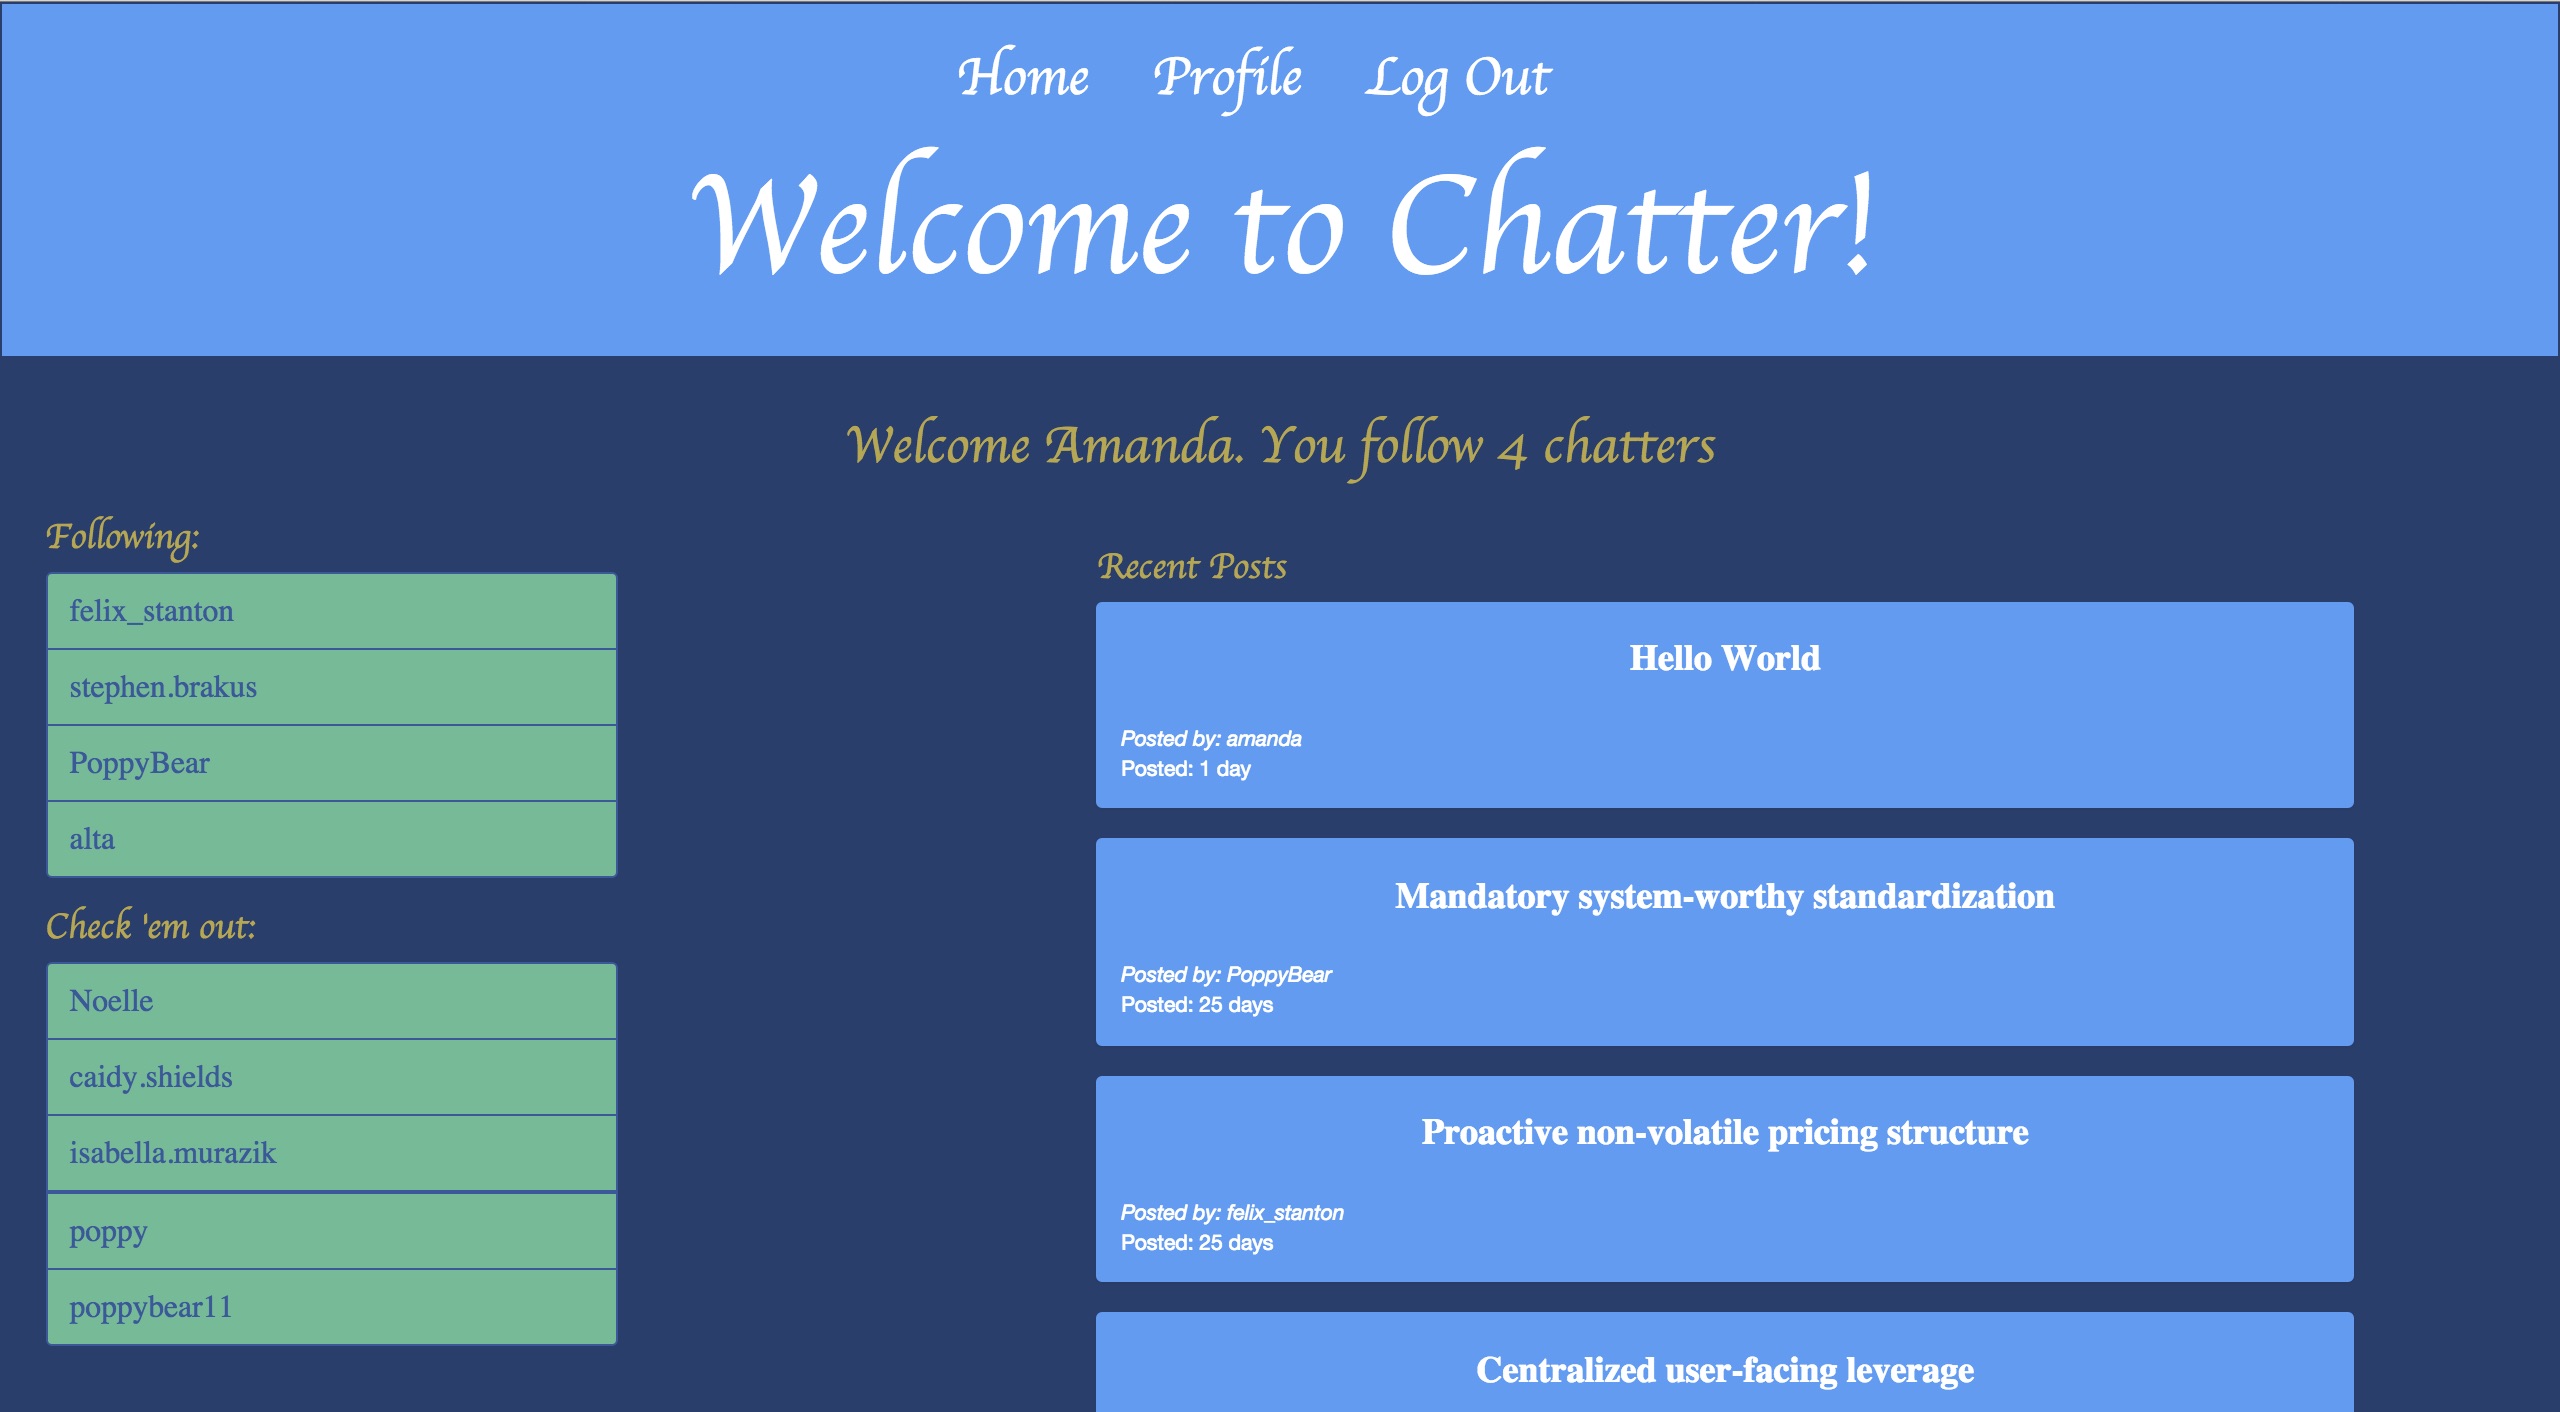 Home Profile Log Out
Welcome to Chatter!
Welcome Amanda. You follow 4 chatters
Following:
felix_stanton
stephen.brakus
PoppyBear
alta
Check 'em out:
Noelle
caidy.shields
isabella.murazik
poppy
poppybear11
Recent Posts
Hello World
Posted by: amanda
Posted: 1 day
Mandatory system-worthy standardization
Posted by: PoppyBear
Posted: 25 days
Proactive non-volatile pricing structure
Posted by: felix_stanton
Posted: 25 days
Centralized user-facing leverage